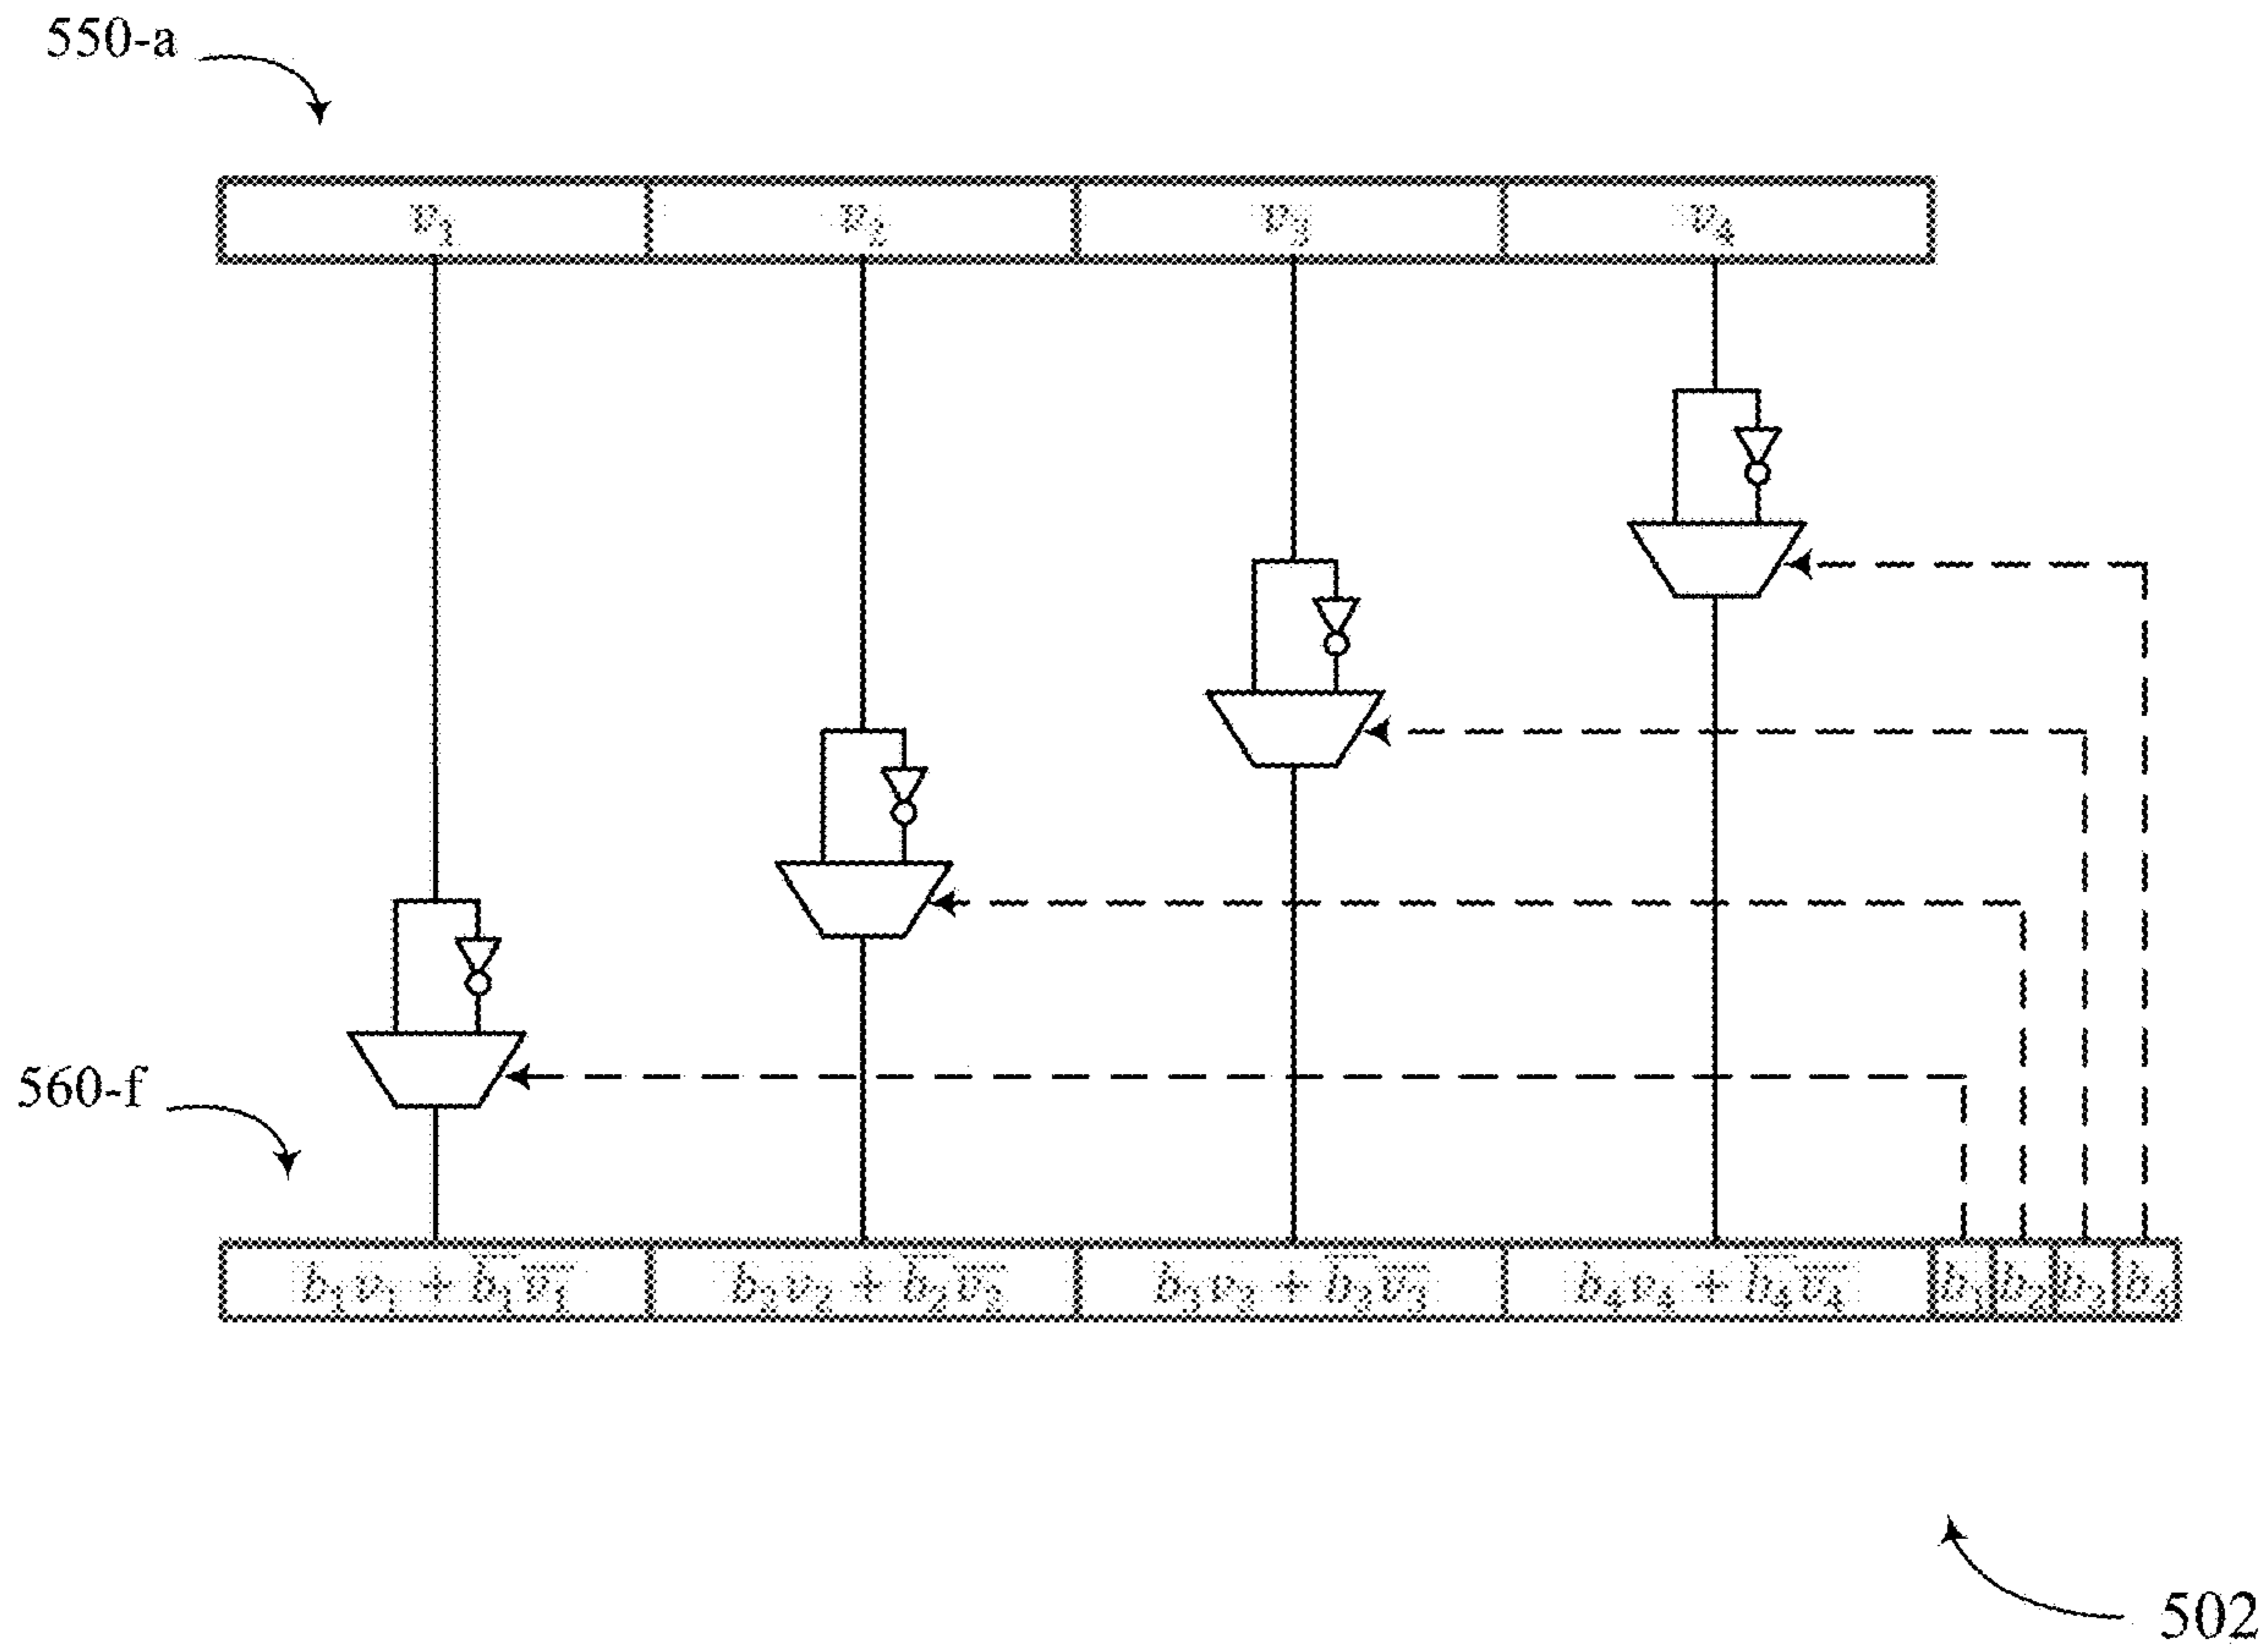 550-a
v₁ v₂ v₃ v₄
560-f
b₁v₁ + b̅₁v̅₁ b₂v₂ + b̅₂v̅₂ b₃v₃ + b̅₃v̅₃ b₄v₄ + b̅₄v̅₄ b₁ b₂ b₃ b₄
502